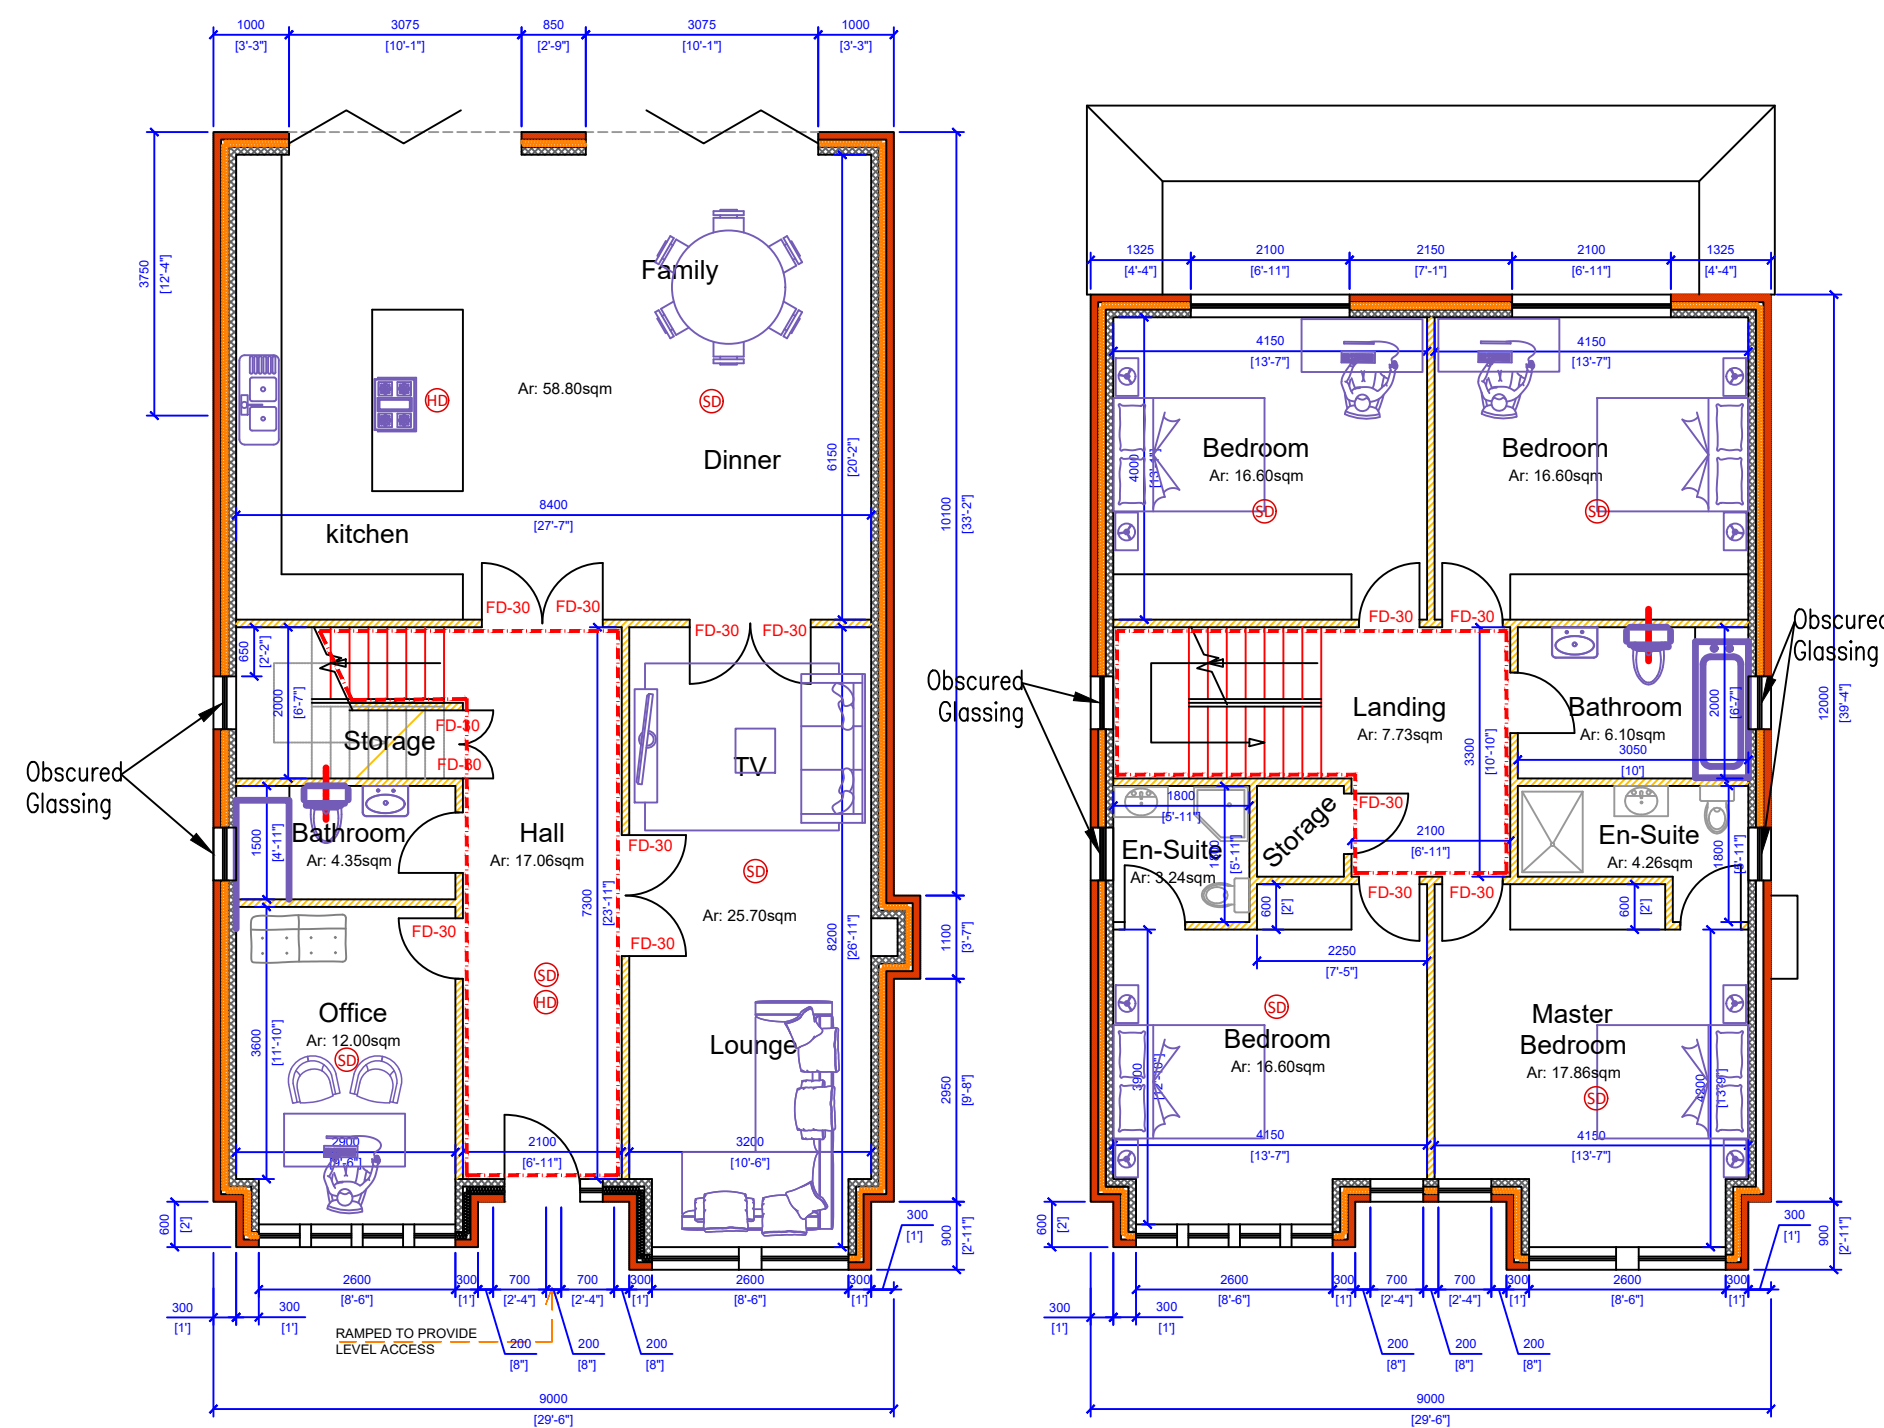 1000 3075 850 3075 1000
[3'-3"] [10'-1"] [2'-9"] [10'-1"] [3'-3"]
3750
[12'-4"]
Family
HD
Ar: 58.80sqm
SD
Dinner
6150
[20'-2"]
8400
[27'-7"]
kitchen
10100
[33'-2"]
FD-30 FD-30
FD-30 FD-30
650
[2'-2"]
2000
[6'-7"]
FD-30
Storage
FD-30
TV
Obscured
Glassing
1500
[4'-11"]
Bathroom
Ar: 4.35sqm
Hall
Ar: 17.06sqm
FD-30
SD
Ar: 25.70sqm
7300
[23'-11"]
FD-30
FD-30
8200
[26'-11"]
1100
[3'-7"]
SD
HD
Office
Ar: 12.00sqm
SD
3600
[11'-10"]
Lounge
2950
[9'-8"]
2900
[9'-6"]
2100
[6'-11"]
3200
[10'-6"]
600
[2']
300
[1']
900
[2'-11"]
2600 300 700 700 300 2600 300
[8'-6"] [1'] [2'-4"] [2'-4"] [1'] [8'-6"] [1']
300 300
[1'] [1']
RAMPED TO PROVIDE
LEVEL ACCESS
200 200 200
[8"] [8"] [8"]
9000
[29'-6"]
1325 2100 2150 2100 1325
[4'-4"] [6'-11"] [7'-1"] [6'-11"] [4'-4"]
4150 4150
[13'-7"] [13'-7"]
Bedroom Bedroom
Ar: 16.60sqm Ar: 16.60sqm
4000
[13'-1"]
SD SD
FD-30 FD-30
Obscured
Glassing
Obscured
Glassing
Landing
Ar: 7.73sqm
3300
[10'-10"]
Bathroom
Ar: 6.10sqm
2000
[6'-7"]
3050
[10']
12000
[39'-4"]
1800
[5'-11"]
En-Suite
Ar: 3.24sqm
1800
[5'-11"]
Storage
FD-30
2100
[6'-11"]
En-Suite
Ar: 4.26sqm
1800
[5'-11"]
FD-30 FD-30
600
[2']
600
[2']
2250
[7'-5"]
SD
Bedroom
Ar: 16.60sqm
Master
Bedroom
Ar: 17.86sqm
SD
3900
4200
[13'-9"]
4150 4150
[13'-7"] [13'-7"]
600
[2']
300
[1']
900
[2'-11"]
2600 300 700 700 300 2600 300
[8'-6"] [1'] [2'-4"] [2'-4"] [1'] [8'-6"] [1']
300 300
[1'] [1']
200 200 200
[8"] [8"] [8"]
9000
[29'-6"]